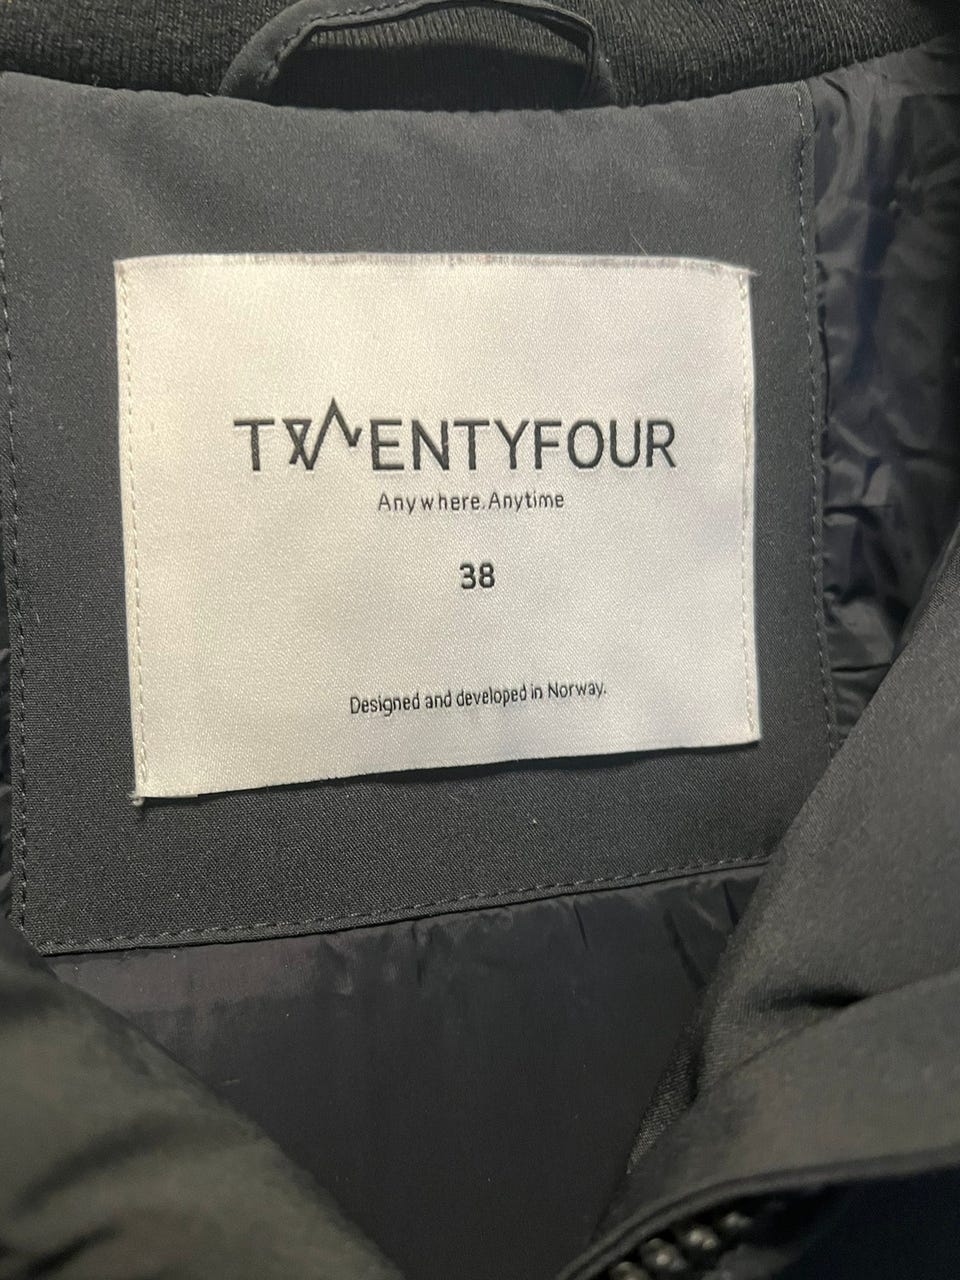 TWENTYFOUR
Anywhere.Anytime
38
Designed and developed in Norway.